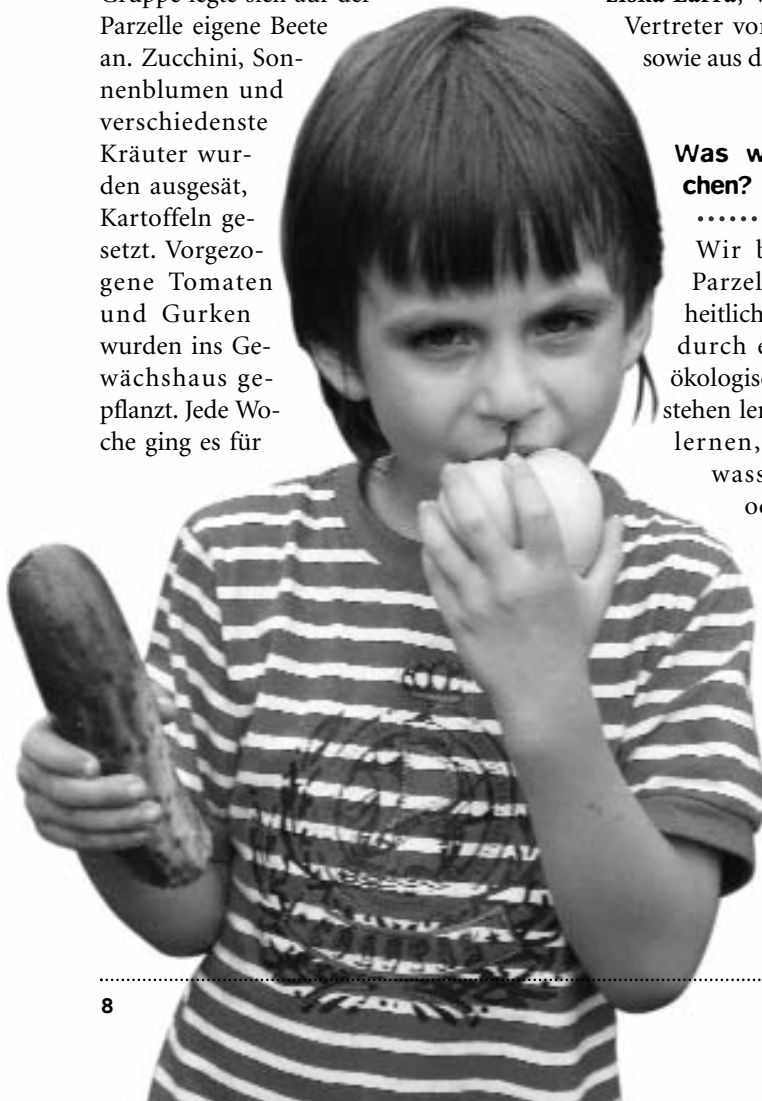 Parzelle eigene Beete
an. Zucchini, Son-
nenblumen und
verschiedenste
Kräuter wur-
den ausgesät,
Kartoffeln ge-
setzt. Vorgezo-
gene Tomaten
und Gurken
wurden ins Ge-
wächshaus ge-
pflanzt. Jede Wo-
che ging es für
Vertreter vor
sowie aus d
Was w
chen?
Wir b
Parzel
heitlich
durch e
ökologisc
stehen ler
lernen,
wass
oc
8